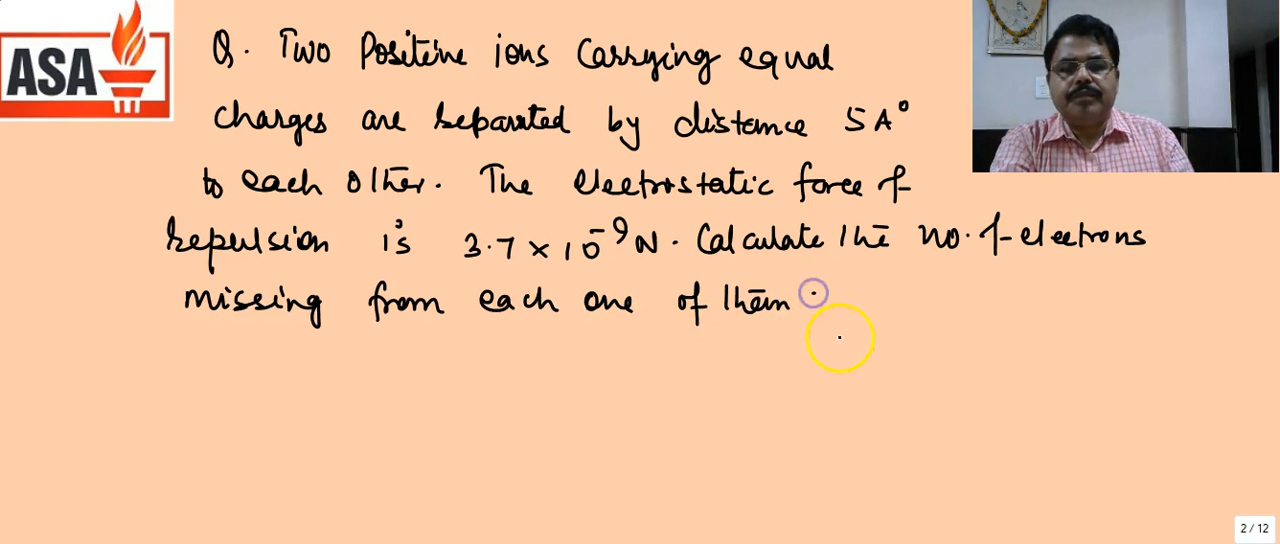 ASA
Q. Two Positive ions Carrying equal
charges are separated by distance 5 A°
to each other. The electrostatic force of
repulsion is 3.7 × 10⁻⁹ N. Calculate the no. of electrons
missing from each one of them.
2 / 12